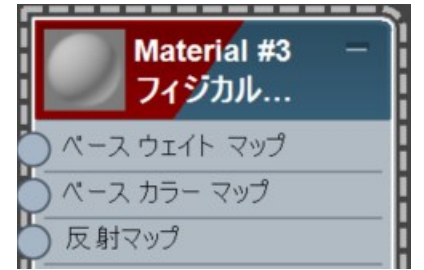 Material #3
フィジカル...
ベース ウェイト マップ
ベース カラー マップ
反射マップ